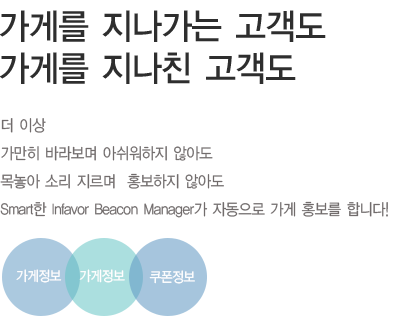 가게를 지나가는 고객도
가게를 지나친 고객도
더 이상
가만히 바라보며 아쉬워하지 않아도
목놓아 소리 지르며 홍보하지 않아도
Smart한 Infavor Beacon Manager가 자동으로 가게 홍보를 합니다!
가게정보 가게정보 쿠폰정보